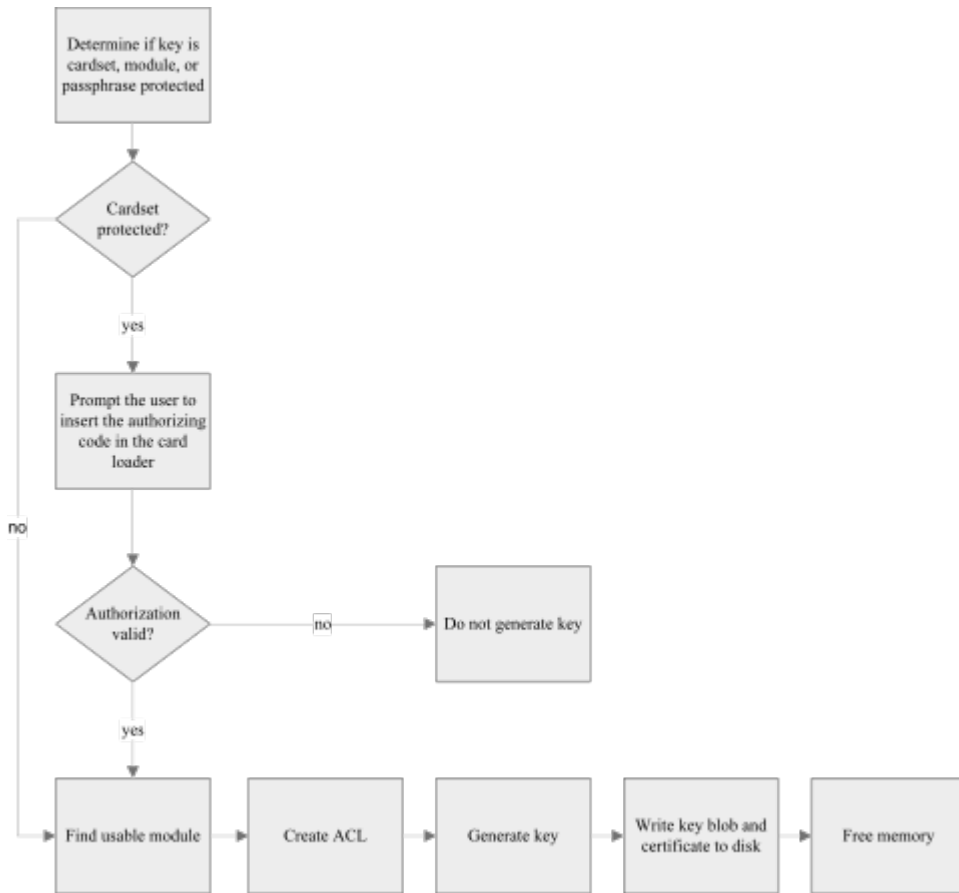 Determine if key is
cardset, module, or
passphrase protected
Cardset
protected?
yes
Prompt the user to
insert the authorizing
code in the card
loader
no
Authorization
valid?
no
Do not generate key
yes
Find usable module
Create ACL
Generate key
Write key blob and
certificate to disk
Free memory